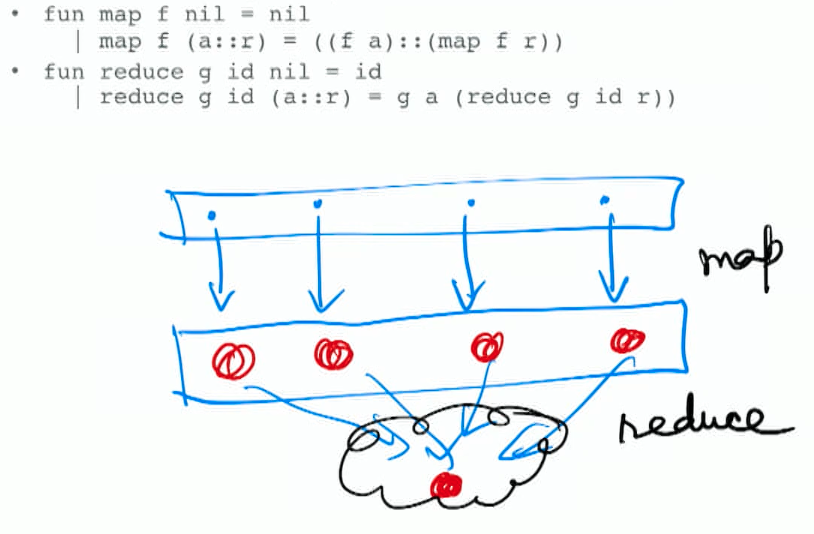 • fun map f nil = nil
| map f (a::r) = ((f a)::(map f r))
• fun reduce g id nil = id
| reduce g id (a::r) = g a (reduce g id r))
map
reduce